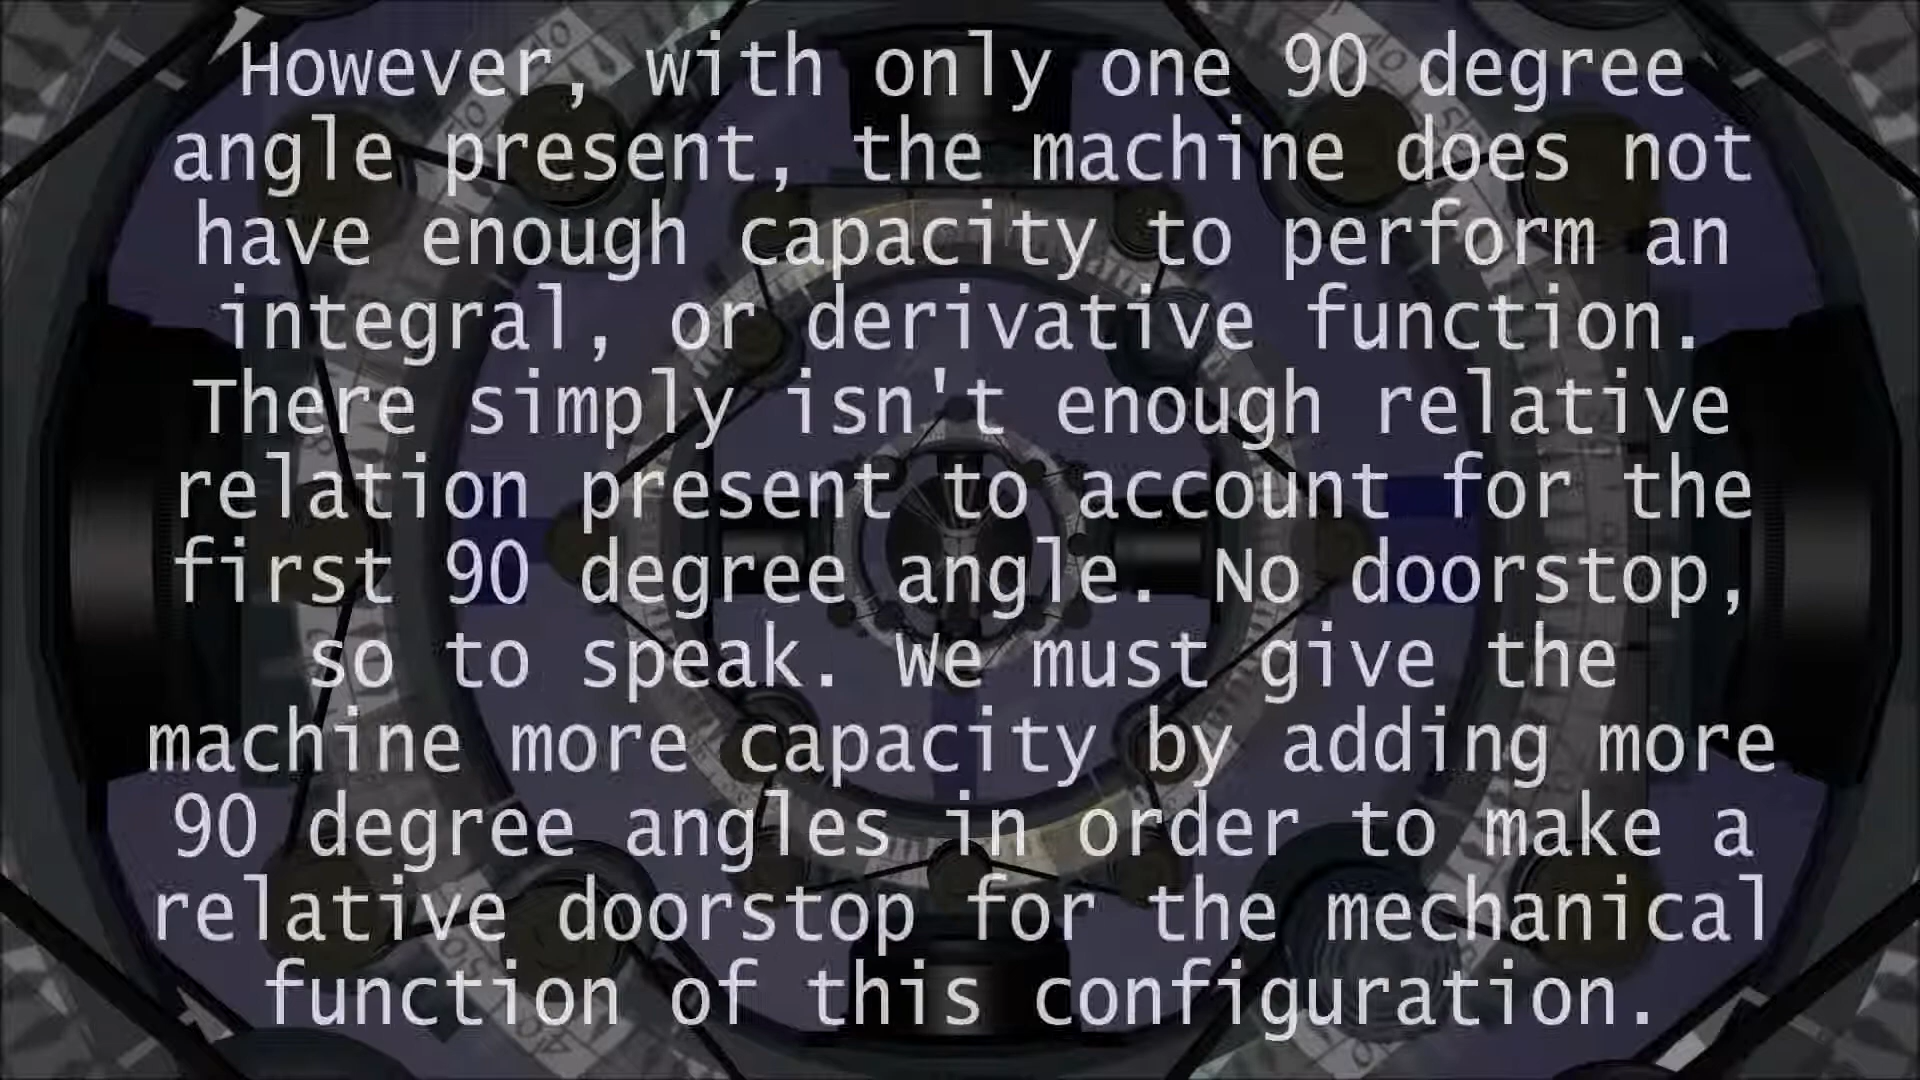 However, with only one 90 degree
angle present, the machine does not
have enough capacity to perform an
integral, or derivative function.
There simply isn't enough relative
relation present to account for the
first 90 degree angle. No doorstop,
so to speak. We must give the
machine more capacity by adding more
90 degree angles in order to make a
relative doorstop for the mechanical
function of this configuration.